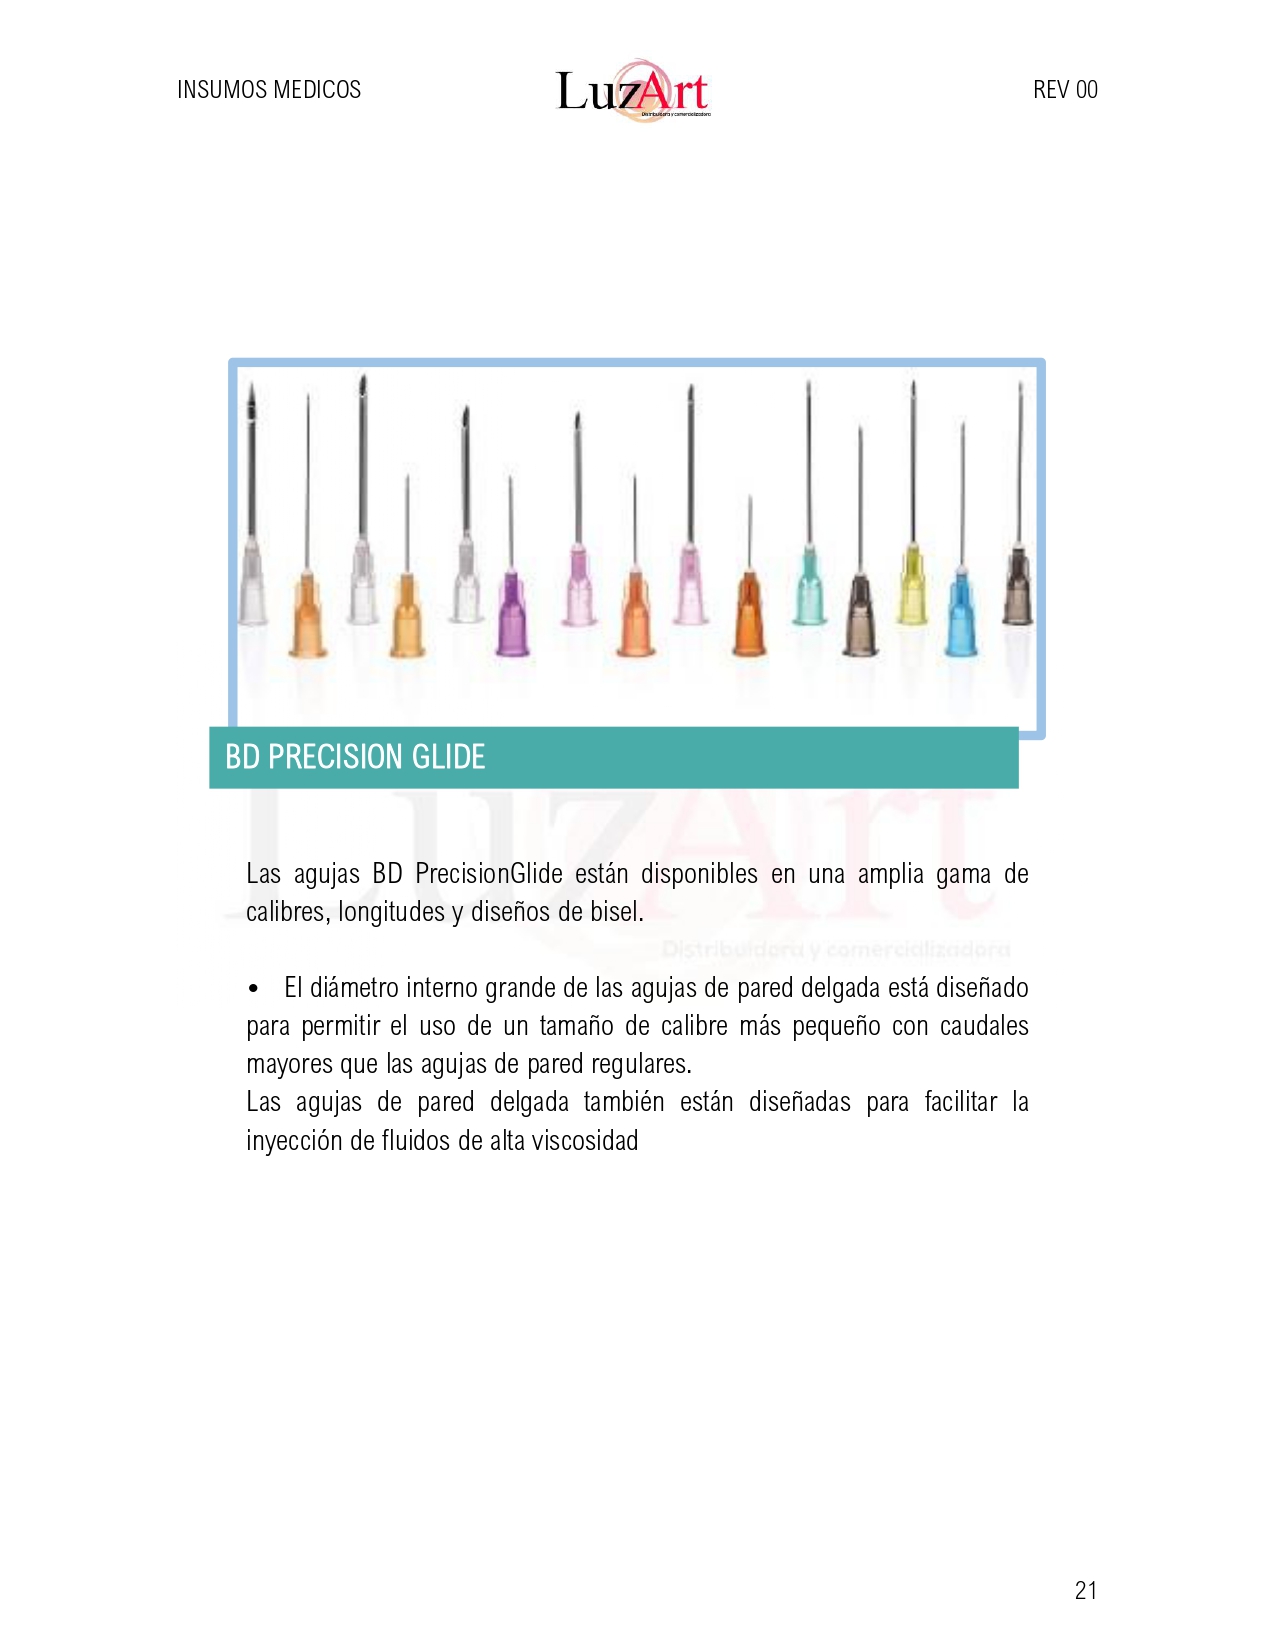 INSUMOS MEDICOS
LuzArt
Distribuidora y comercializadora
REV 00
BD PRECISION GLIDE
LuzArt
Distribuidora y comercializadora
Las agujas BD PrecisionGlide están disponibles en una amplia gama de
calibres, longitudes y diseños de bisel.
• El diámetro interno grande de las agujas de pared delgada está diseñado
para permitir el uso de un tamaño de calibre más pequeño con caudales
mayores que las agujas de pared regulares.
Las agujas de pared delgada también están diseñadas para facilitar la
inyección de fluidos de alta viscosidad
21